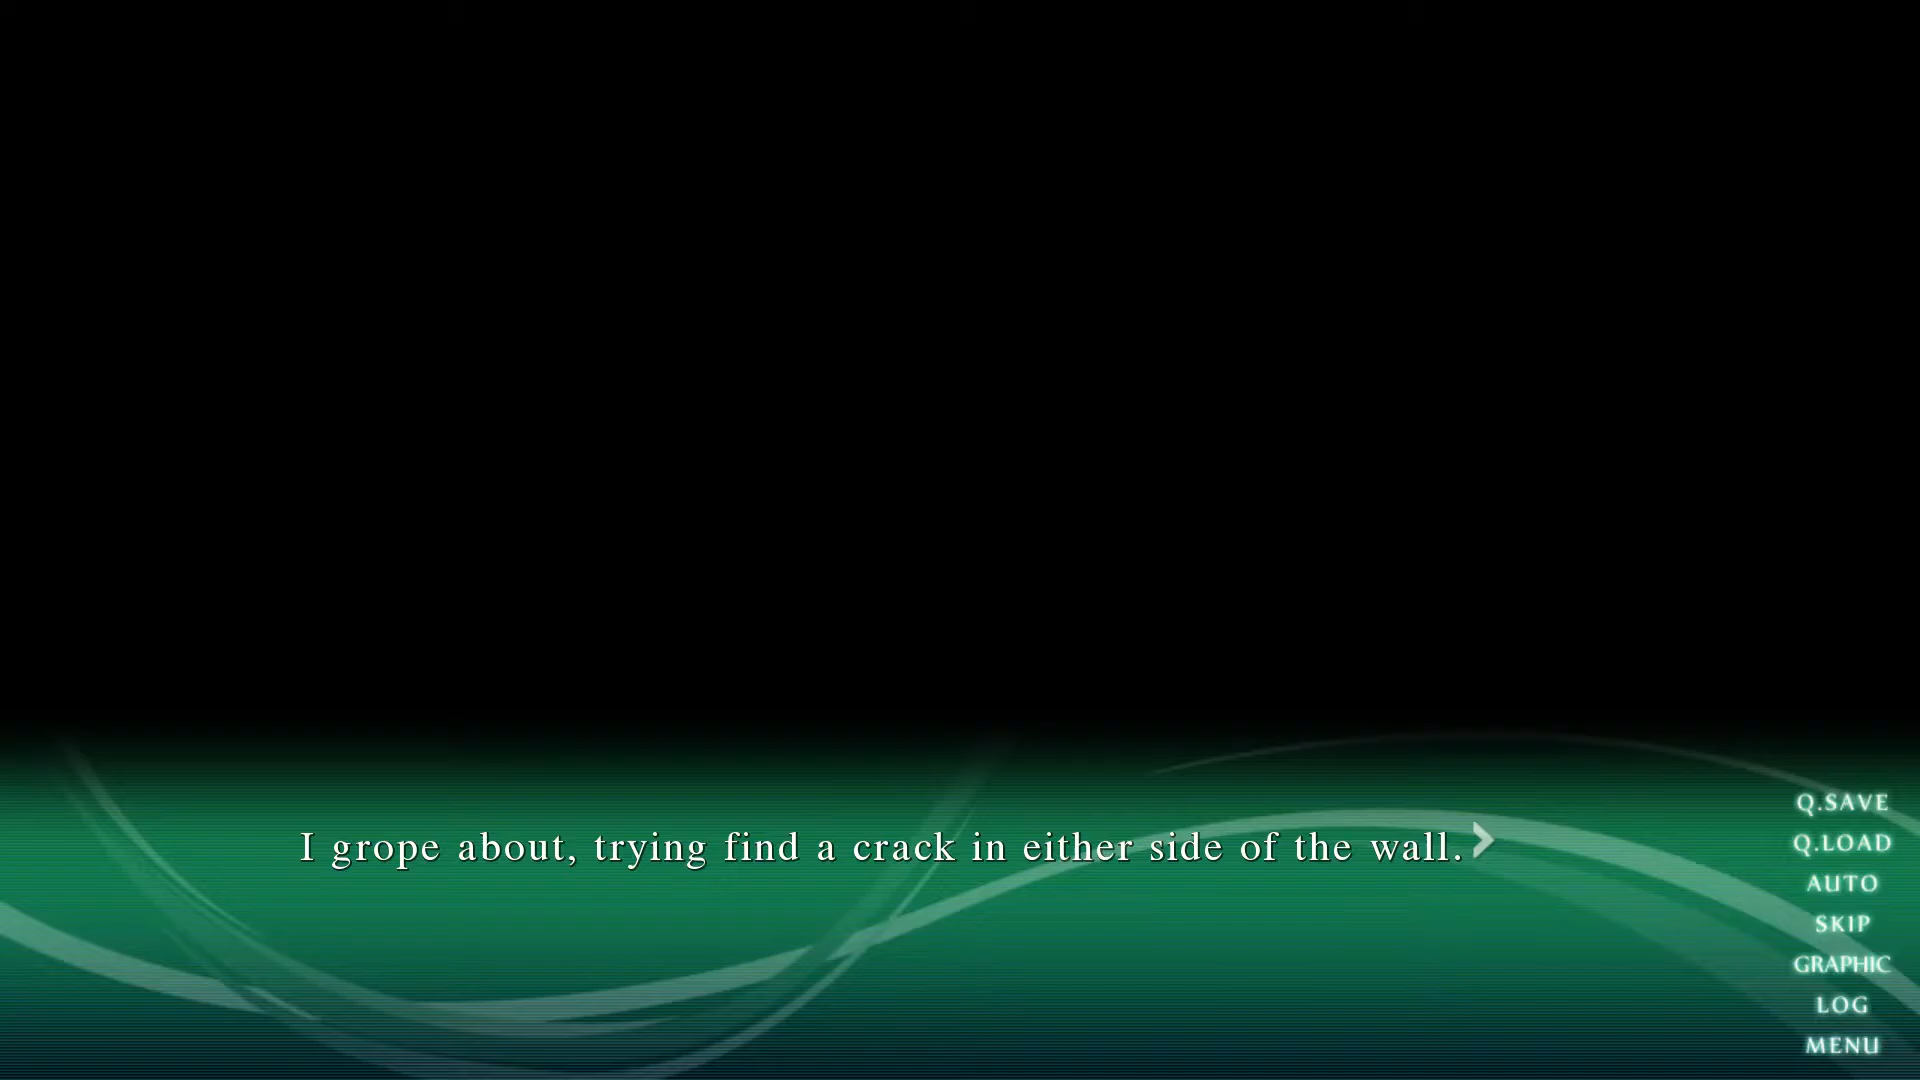 I grope about, trying find a crack in either side of the wall.
Q.SAVE
Q.LOAD
AUTO
SKIP
GRAPHIC
LOG
MENU